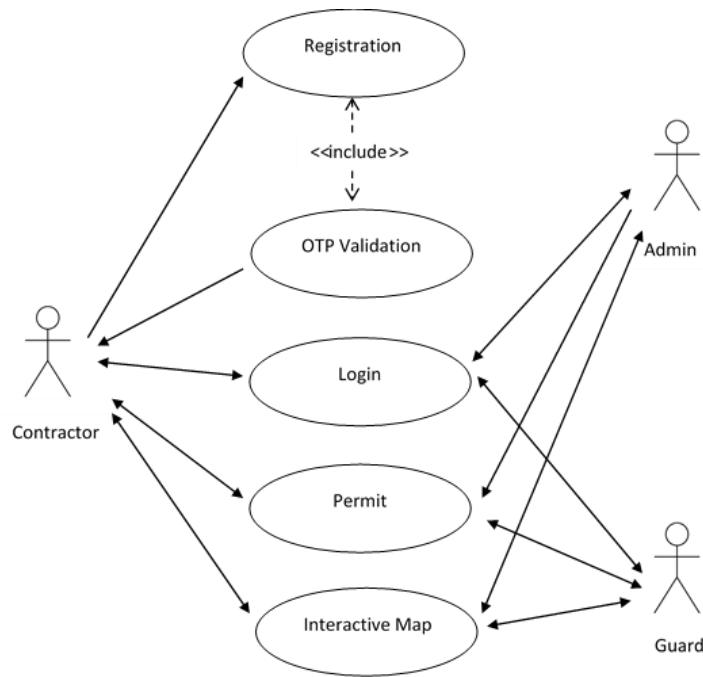 Registration
<<include>>
OTP Validation
Admin
Login
Contractor
Permit
Interactive Map
Guard